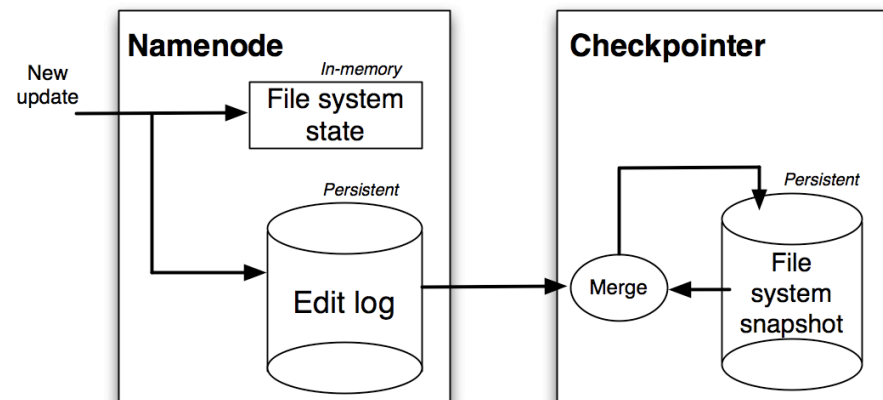 Namenode
Checkpointer
New
update
In-memory
File system
state
Persistent
Edit log
Merge
Persistent
File
system
snapshot